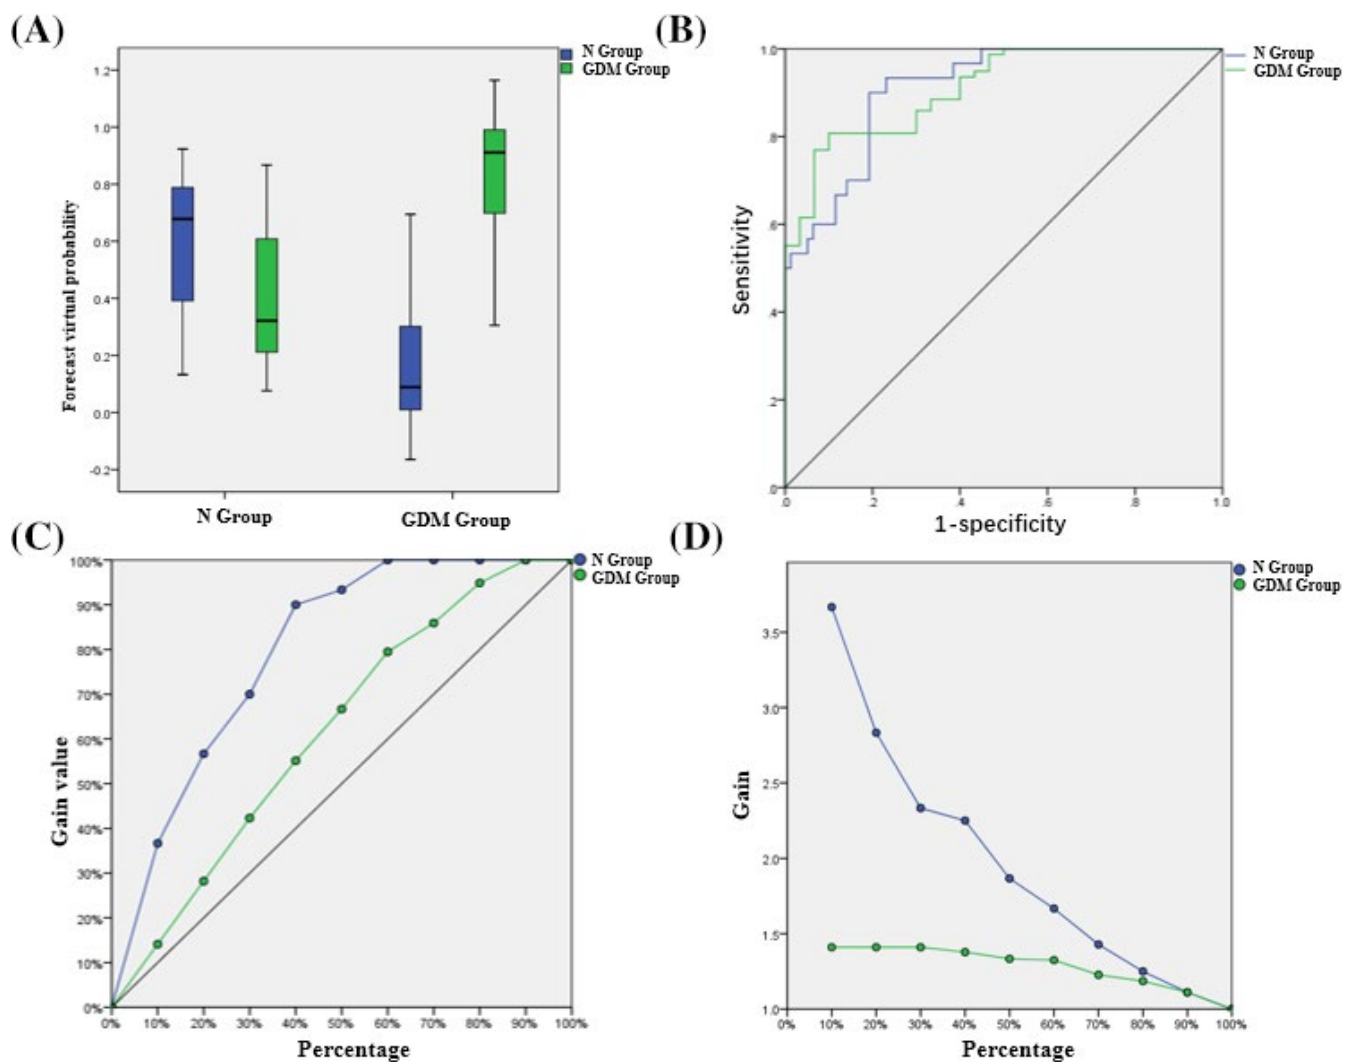 (A)
N Group
GDM Group
1.2
1.0
0.8
0.6
0.4
0.2
0.0
-0.2
Forecast virtual probability
N Group
GDM Group
(B)
N Group
GDM Group
1.0
.8
.6
.4
.2
.0
Sensitivity
.0
.2
.4
.6
.8
1.0
1-specificity
(C)
N Group
GDM Group
100%
90%
80%
70%
60%
50%
40%
30%
20%
10%
0%
Gain value
0%
10%
20%
30%
40%
50%
60%
70%
80%
90%
100%
Percentage
(D)
N Group
GDM Group
3.5
3.0
2.5
2.0
1.5
1.0
Gain
0%
10%
20%
30%
40%
50%
60%
70%
80%
90%
100%
Percentage